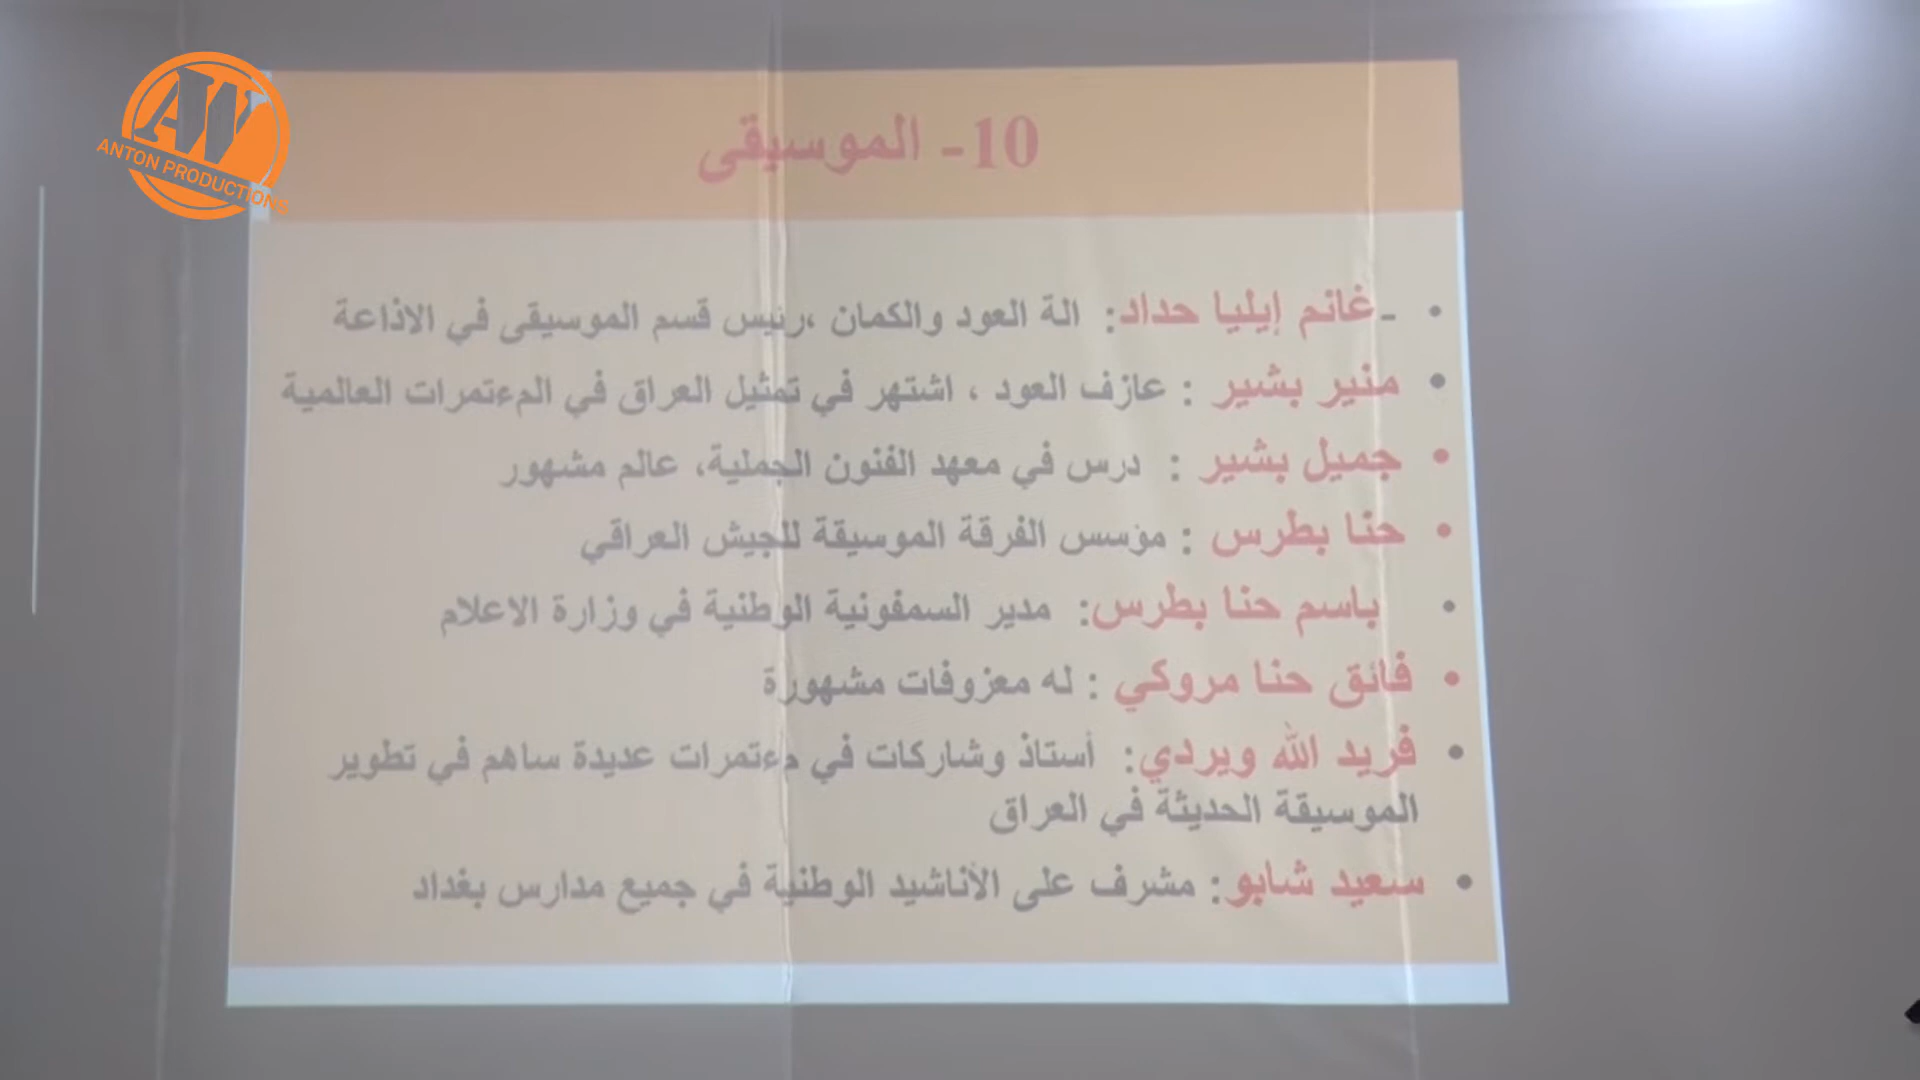 AW
ANTON PRODUCTIONS
10- الموسيقى
• -غانم إيليا حداد: الة العود والكمان ،رئيس قسم الموسيقى في الاذاعة
• منير بشير : عازف العود ، اشتهر في تمثيل العراق في المءتمرات العالمية
• جميل بشير : درس في معهد الفنون الجملية، عالم مشهور
• حنا بطرس : مؤسس الفرقة الموسيقة للجيش العراقي
• باسم حنا بطرس: مدير السمفونية الوطنية في وزارة الاعلام
• فائق حنا مروكي : له معزوفات مشهورة
• فريد الله ويردي: أستاذ وشاركات في مءتمرات عديدة ساهم في تطوير
الموسيقة الحديثة في العراق
• سعيد شابو: مشرف على الأناشيد الوطنية في جميع مدارس بغداد